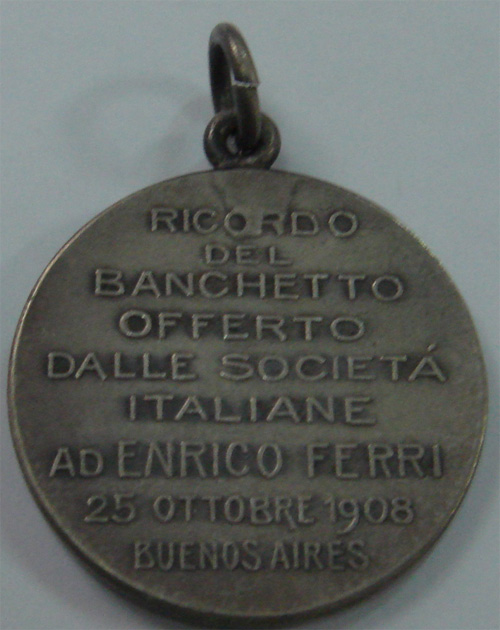 RICORDO
DEL
BANCHETTO
OFFERTO
DALLE SOCIETÁ
ITALIANE
AD ENRICO FERRI
25 OTTOBRE 1908
BUENOS AIRES